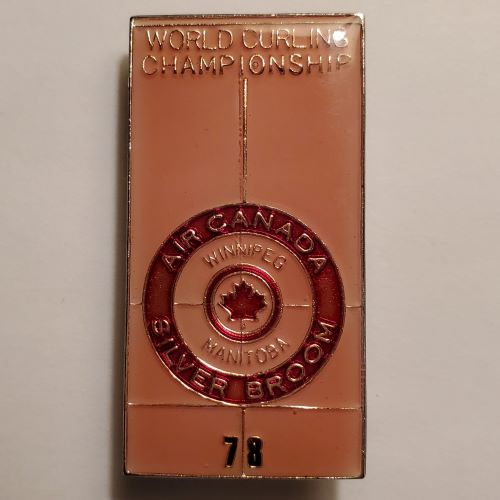 WORLD CURLING
CHAMPIONSHIP
AIR CANADA
WINNIPEG
MANITOBA
SILVER BROOM
78